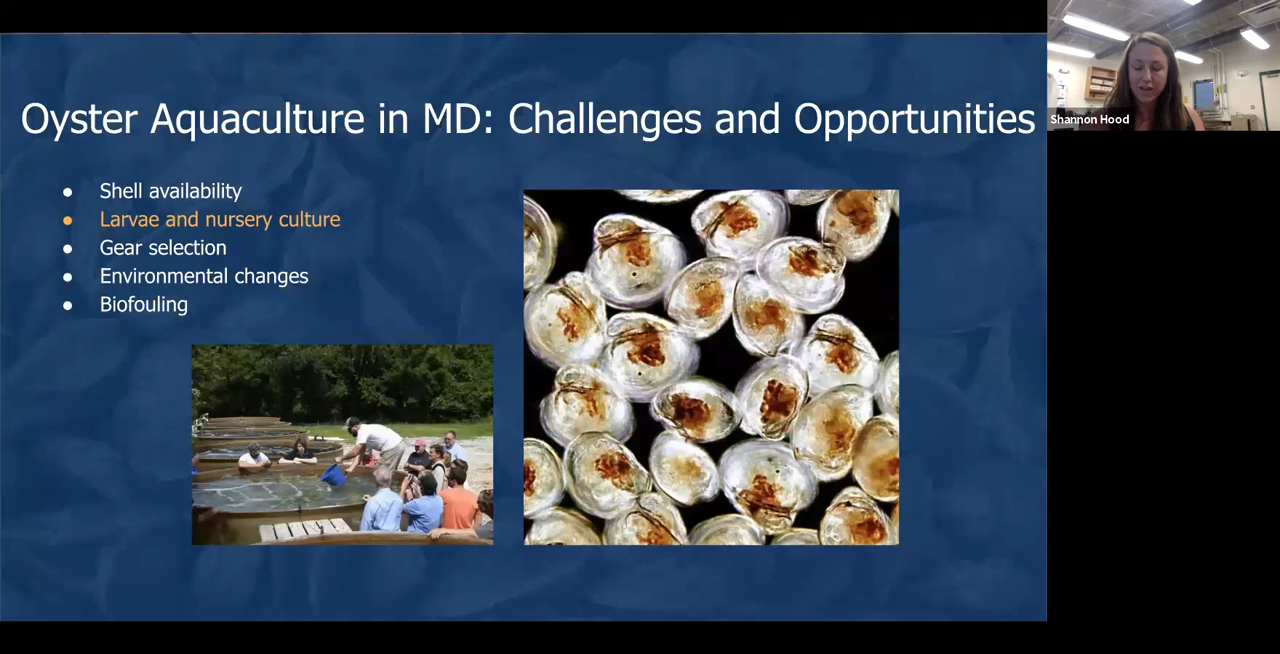 Oyster Aquaculture in MD: Challenges and Opportunities
Shell availability
Larvae and nursery culture
Gear selection
Environmental changes
Biofouling
Shannon Hood